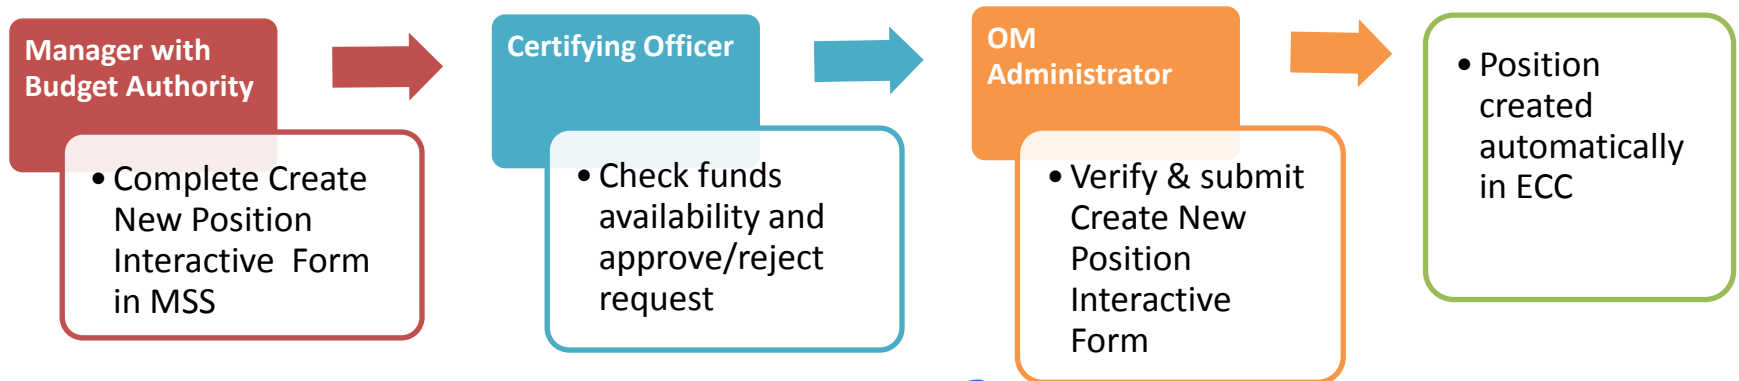 Manager with
Budget Authority
• Complete Create
New Position
Interactive Form
in MSS
Certifying Officer
• Check funds
availability and
approve/reject
request
OM
Administrator
• Verify & submit
Create New
Position
Interactive
Form
• Position
created
automatically
in ECC